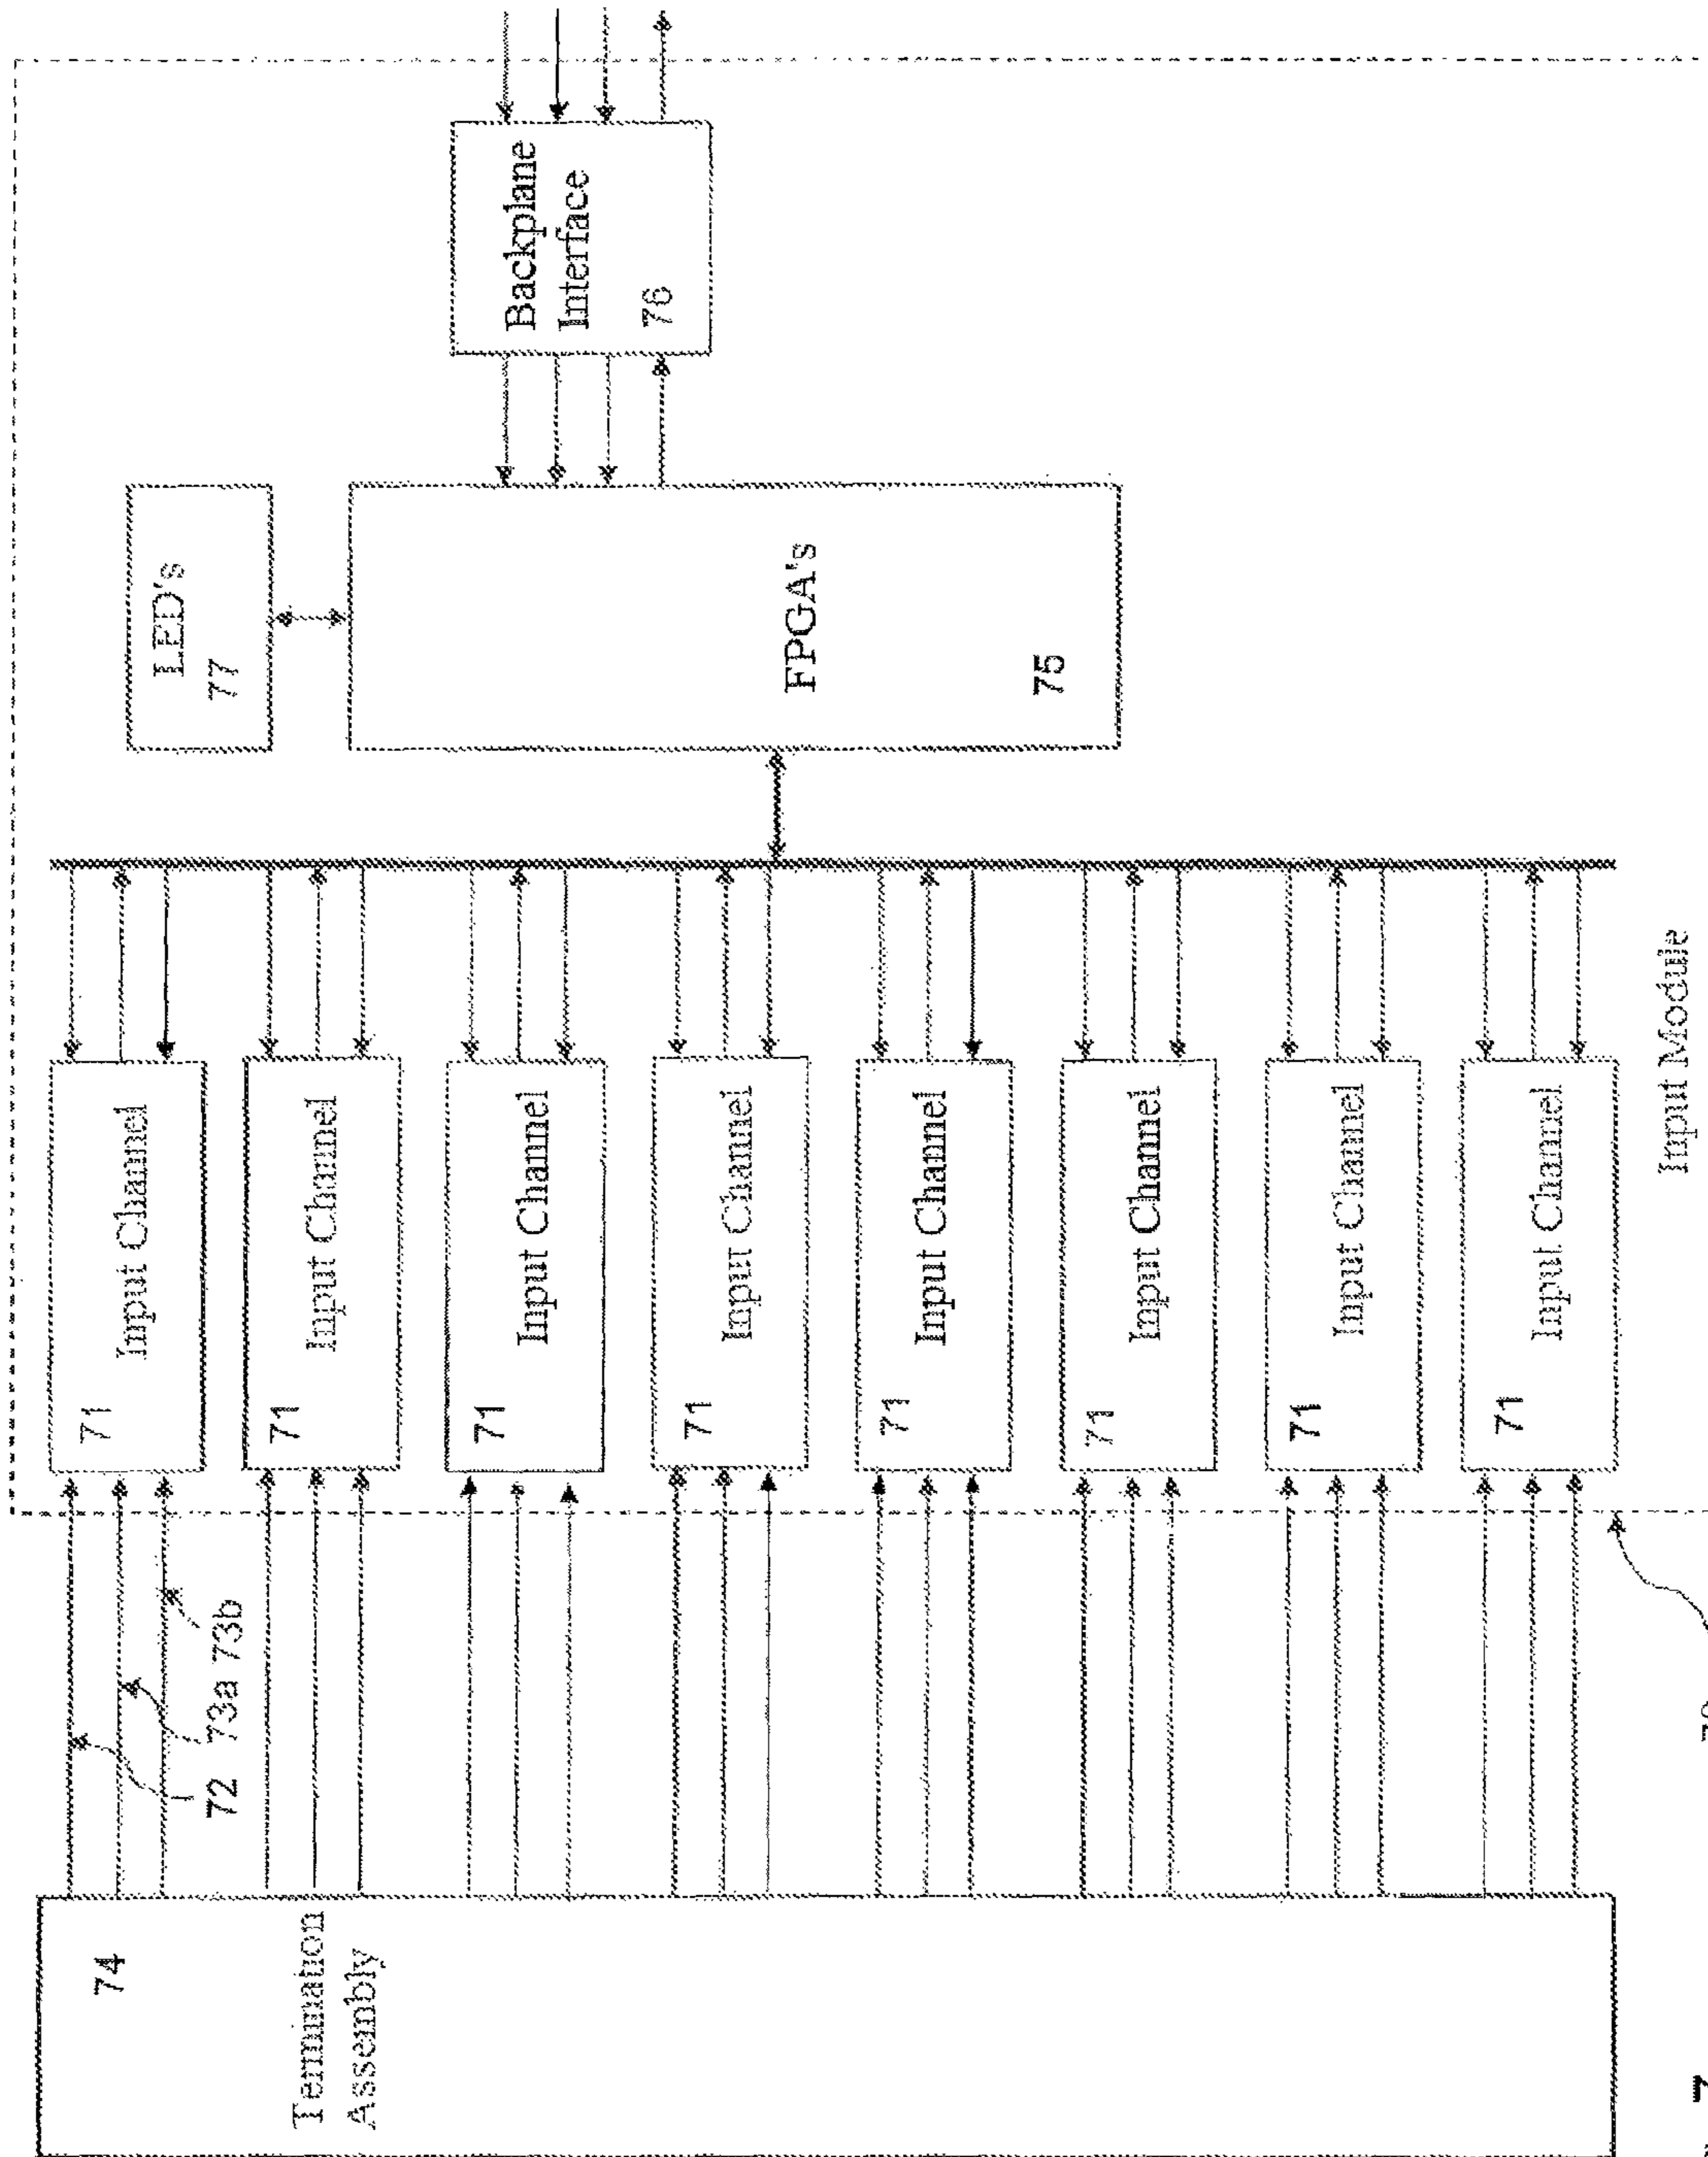 74
Termination
Assembly
72
73a
73b
71
Input Channel
71
Input Channel
71
Input Channel
71
Input Channel
71
Input Channel
71
Input Channel
71
Input Channel
71
Input Channel
LED's
77
FPGA's
75
Backplane
Interface
76
Input Module
7